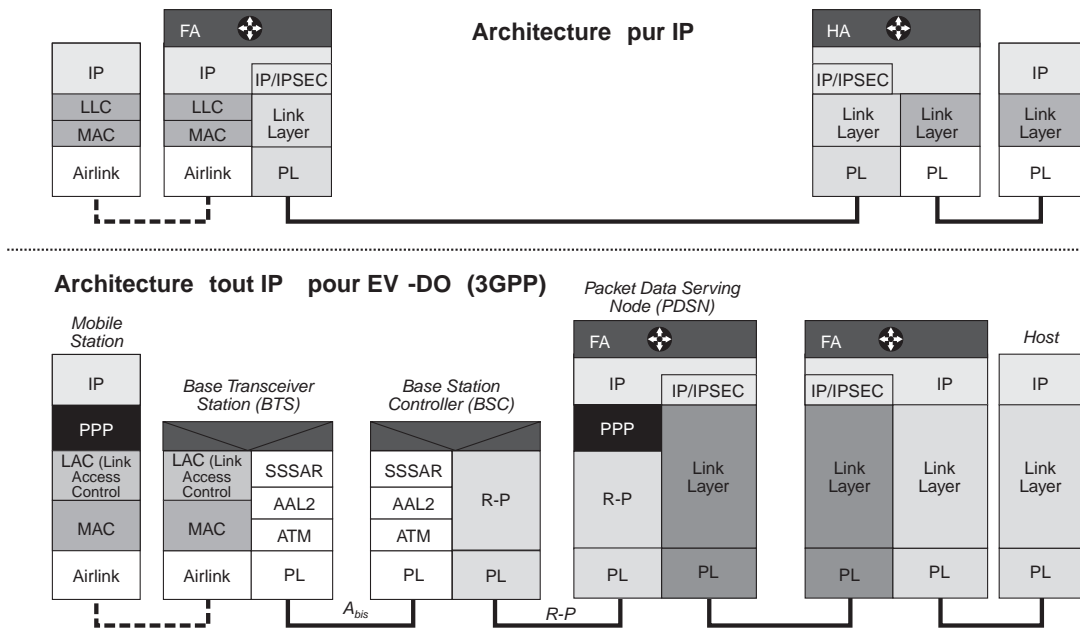 Architecture pur IP
FA
HA
IP
IP
IP/IPSEC
IP/IPSEC
IP
LLC
LLC
Link
Layer
Link
Layer
Link
Layer
Link
Layer
MAC
MAC
Airlink
Airlink
PL
PL
PL
PL
Architecture tout IP pour EV -DO (3GPP)
Mobile
Station
Base Transceiver
Station (BTS)
Base Station
Controller (BSC)
Packet Data Serving
Node (PDSN)
Host
FA
FA
IP
IP
IP/IPSEC
IP/IPSEC
IP
IP
PPP
PPP
LAC (Link
Access
Control
LAC (Link
Access
Control
SSSAR
SSSAR
R-P
R-P
Link
Layer
Link
Layer
Link
Layer
Link
Layer
AAL2
AAL2
MAC
MAC
ATM
ATM
Airlink
Airlink
PL
PL
PL
PL
PL
PL
PL
PL
Abis
R-P